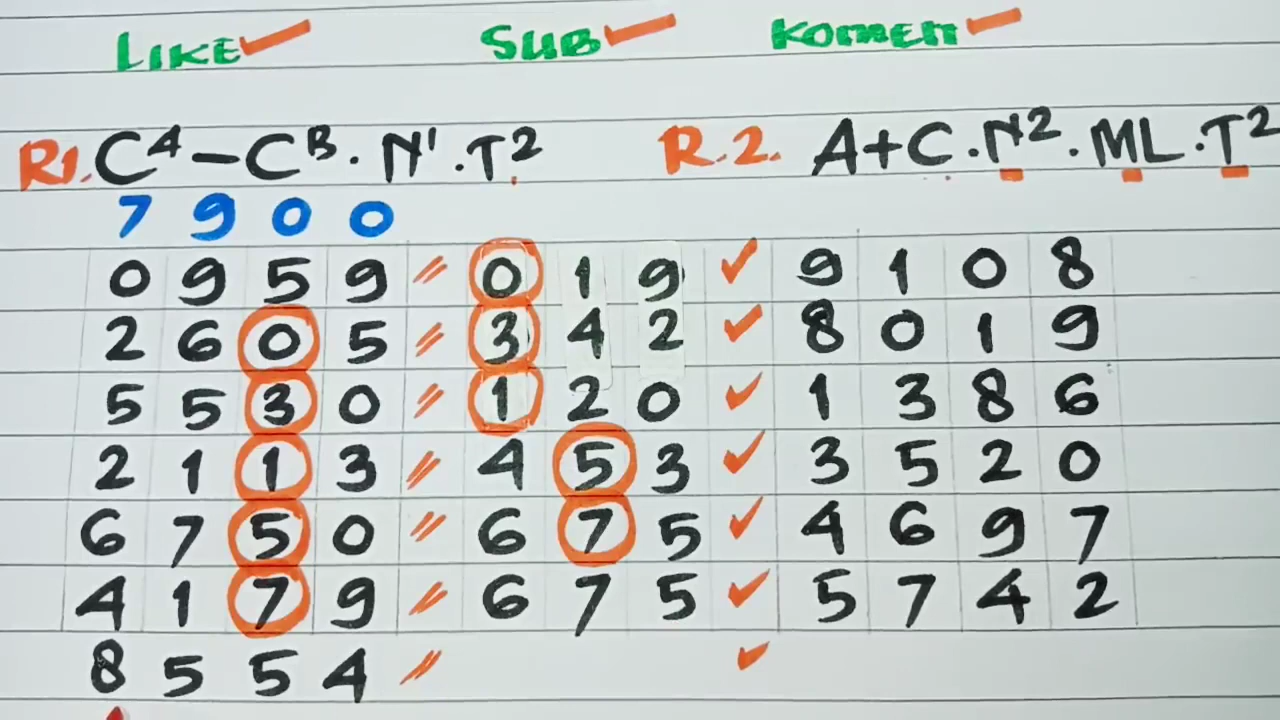 LIKE SUB KOMEN
R1. C⁴ – Cᴮ . N' . T² R.2. A+C . N² . ML . T²
7 9 0 0
0 9 5 9 0 1 9 9 1 0 8
2 6 0 5 3 4 2 8 0 1 9
5 5 3 0 1 2 0 1 3 8 6
2 1 1 3 4 5 3 3 5 2 0
6 7 5 0 6 7 5 4 6 9 7
4 1 7 9 6 7 5 5 7 4 2
8 5 5 4